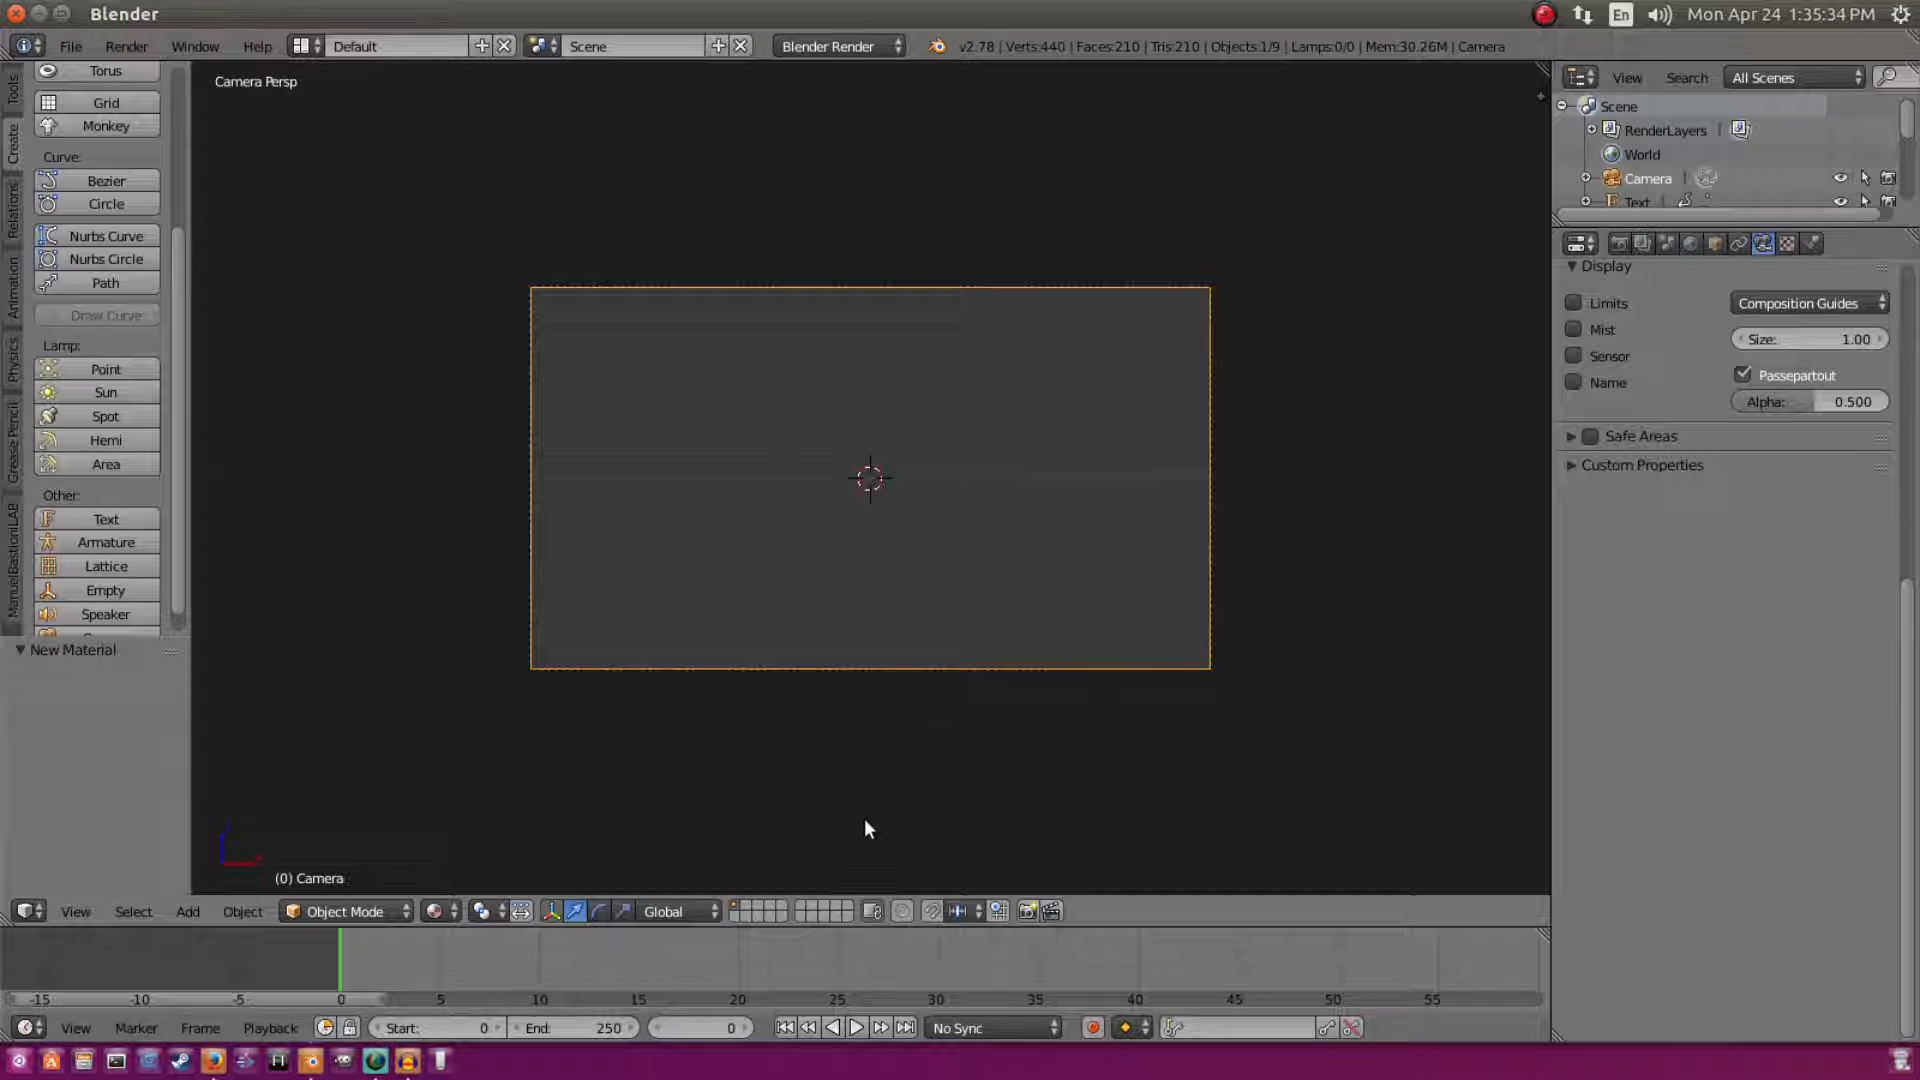 Blender
En
Mon Apr 24 1:35:34 PM
File Render Window Help Default Scene Blender Render v2.78 | Verts:440 | Faces:210 | Tris:210 | Objects:1/9 | Lamps:0/0 | Mem:30.26M | Camera
Tools
Create
Relations
Animation
Physics
Grease Pencil
ManuelBastioniLAB
Torus
Grid
Monkey
Curve:
Bezier
Circle
Nurbs Curve
Nurbs Circle
Path
Draw Curve
Lamp:
Point
Sun
Spot
Hemi
Area
Other:
Text
Armature
Lattice
Empty
Speaker
New Material
Camera Persp
(0) Camera
View Search All Scenes
Scene
RenderLayers
World
Camera
Text
Display
Limits
Mist
Sensor
Name
Composition Guides
Size: 1.00
Passepartout
Alpha: 0.500
Safe Areas
Custom Properties
View Select Add Object Object Mode Global
-15 -10 -5 0 5 10 15 20 25 30 35 40 45 50 55
View Marker Frame Playback Start: 0 End: 250 0 No Sync